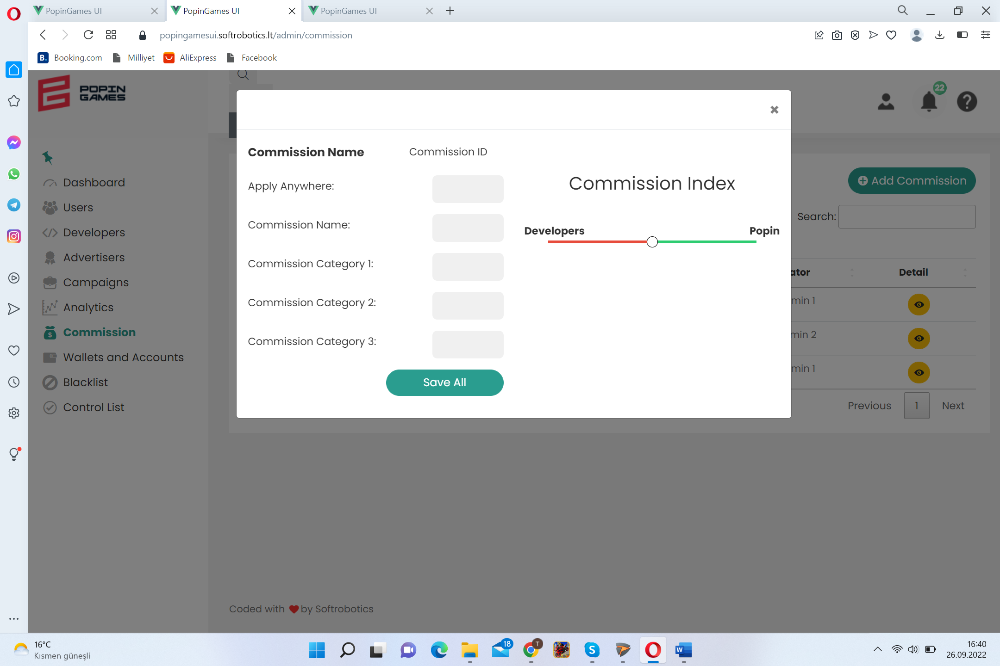 PopinGames UI
PopinGames UI
PopinGames UI
popingamesui.softrobotics.lt/admin/commission
B. Booking.com
Milliyet
AliExpress
Facebook
POPIN GAMES
22
Commission Name
Commission ID
Apply Anywhere:
Commission Name:
Commission Category 1:
Commission Category 2:
Commission Category 3:
Save All
Commission Index
Developers
Popin
Dashboard
Users
Developers
Advertisers
Campaigns
Analytics
Commission
Wallets and Accounts
Blacklist
Control List
Add Commission
Search:
ator
Detail
min 1
min 2
min 1
Previous
1
Next
Coded with
by Softrobotics
16°C
Kısmen güneşli
18
T
S
W
16:40
26.09.2022